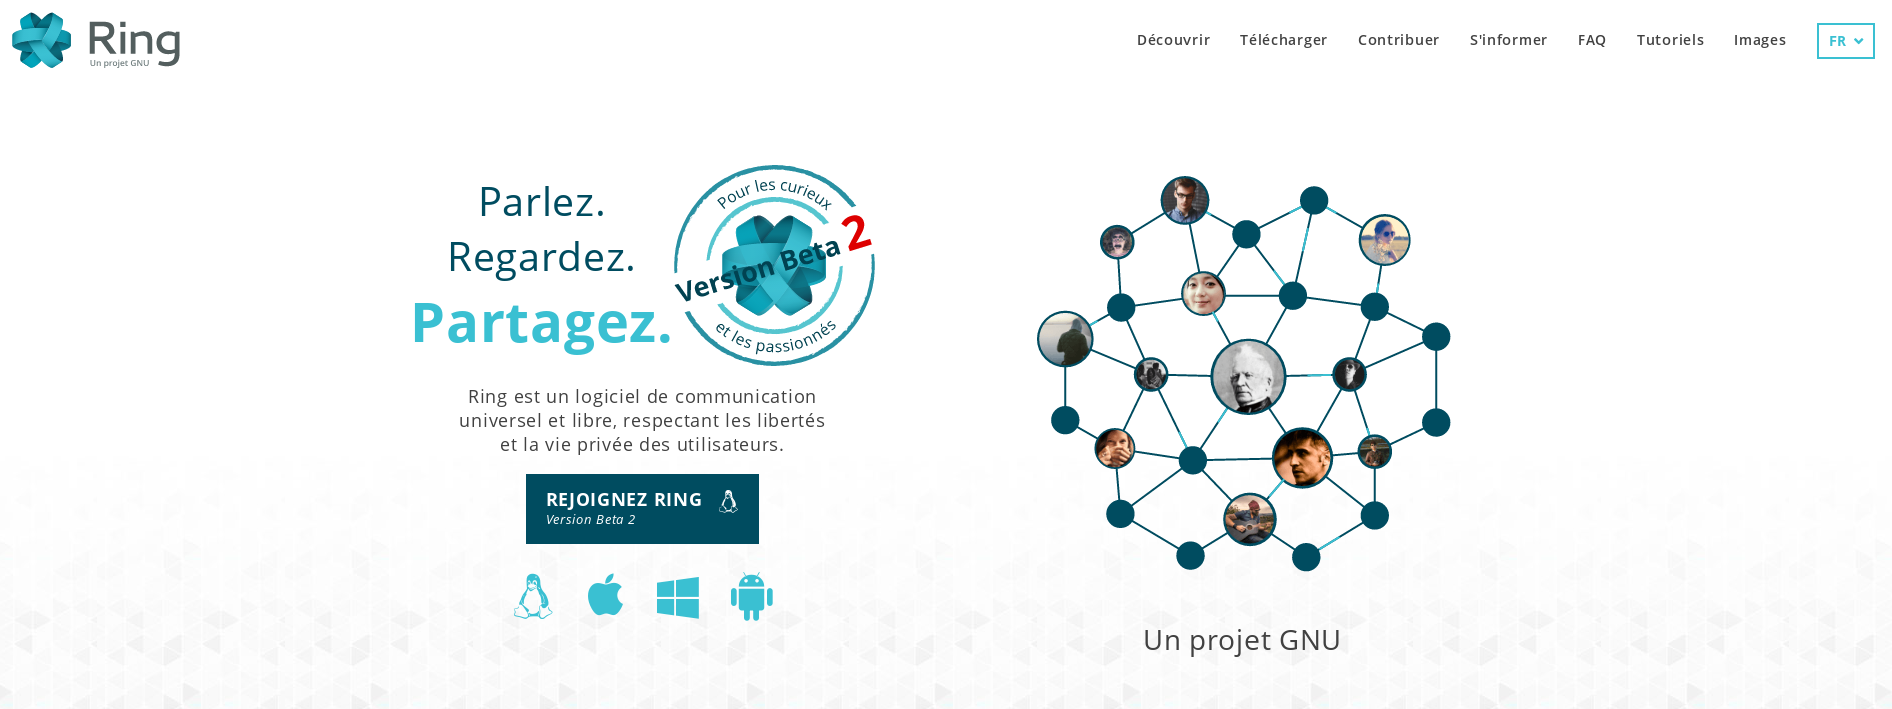 Ring
Un projet GNU
Découvrir
Télécharger
Contribuer
S'informer
FAQ
Tutoriels
Images
FR
Parlez.
Regardez.
Partagez.
Pour les curieux
Version Beta 2
et les passionnés
Ring est un logiciel de communication
universel et libre, respectant les libertés
et la vie privée des utilisateurs.
REJOIGNEZ RING
Version Beta 2
Un projet GNU